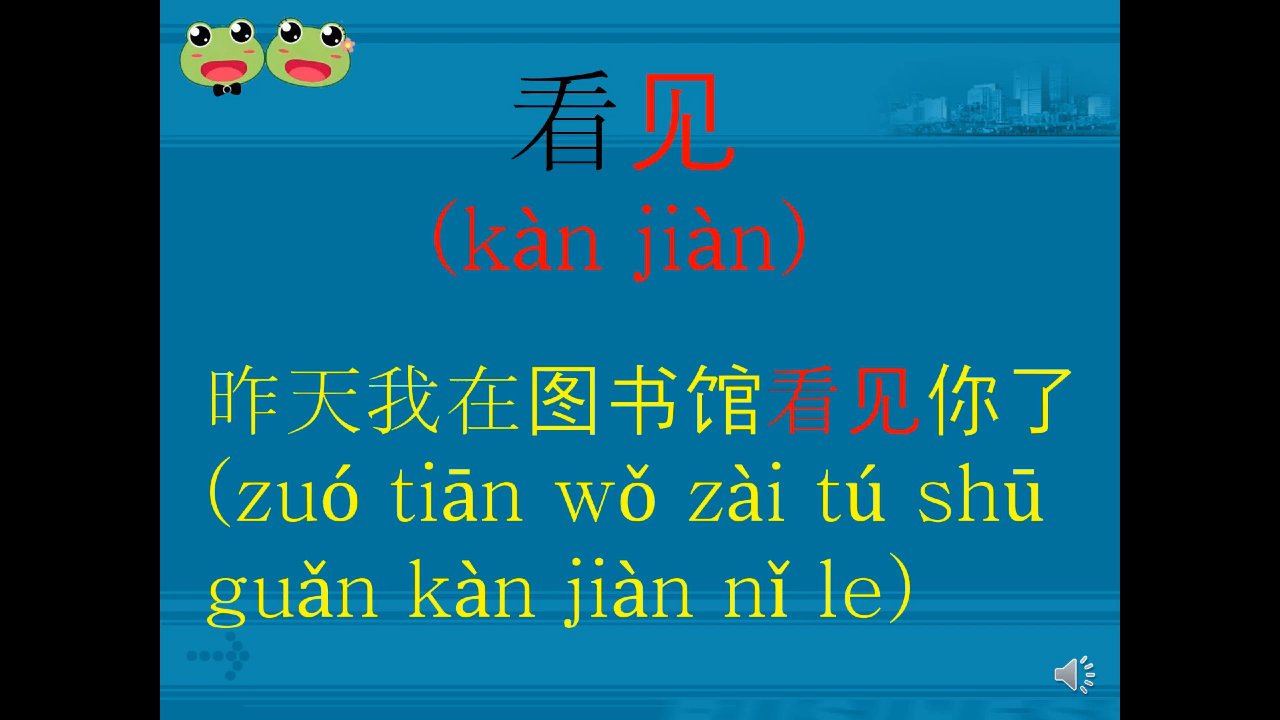 看见
(kàn jiàn)
昨天我在图书馆看见你了
(zuó tiān wǒ zài tú shū
guǎn kàn jiàn nǐ le)